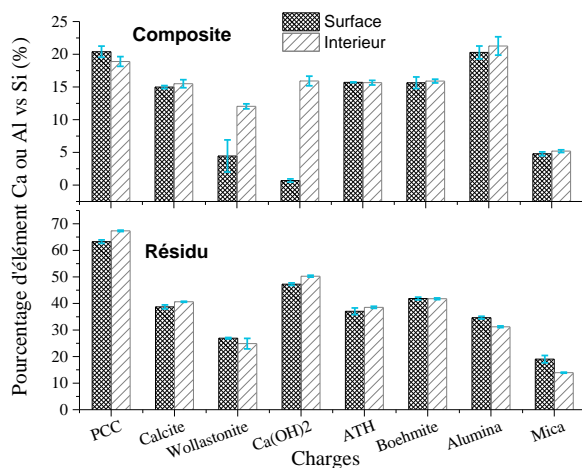 Surface
Interieur
Composite
25
20
15
10
5
0
Résidu
70
60
50
40
30
20
10
0
Pourcentage d'élément Ca ou Al vs Si (%)
PCC
Calcite
Wollastonite
Ca(OH)2
ATH
Boehmite
Alumina
Mica
Charges